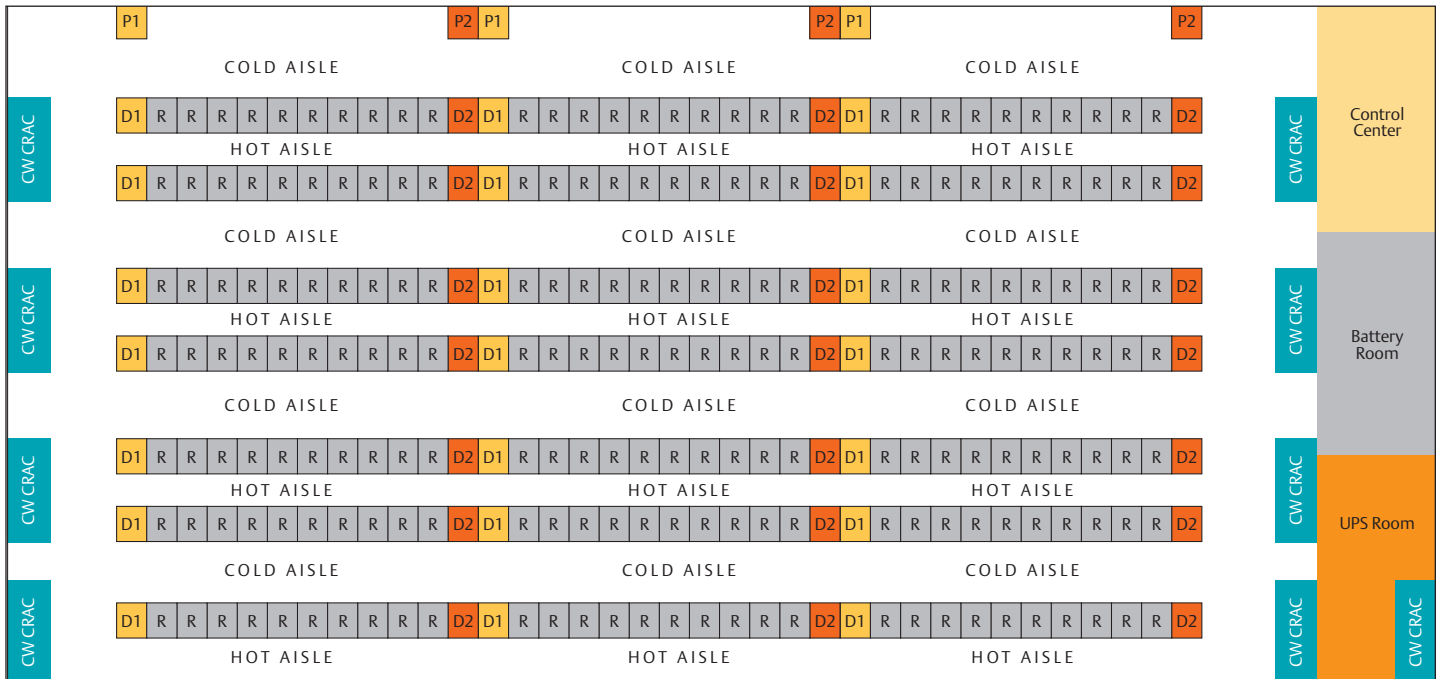 P1 P2 P1 P2 P1 P2
COLD AISLE COLD AISLE COLD AISLE
CW CRAC D1 R R R R R R R R R R D2 D1 R R R R R R R R R R D2 D1 R R R R R R R R R R D2 CW CRAC Control
Center
HOT AISLE HOT AISLE HOT AISLE
D1 R R R R R R R R R R D2 D1 R R R R R R R R R R D2 D1 R R R R R R R R R R D2
COLD AISLE COLD AISLE COLD AISLE
CW CRAC D1 R R R R R R R R R R D2 D1 R R R R R R R R R R D2 D1 R R R R R R R R R R D2 CW CRAC Battery
Room
HOT AISLE HOT AISLE HOT AISLE
D1 R R R R R R R R R R D2 D1 R R R R R R R R R R D2 D1 R R R R R R R R R R D2
COLD AISLE COLD AISLE COLD AISLE
CW CRAC D1 R R R R R R R R R R D2 D1 R R R R R R R R R R D2 D1 R R R R R R R R R R D2 CW CRAC
HOT AISLE HOT AISLE HOT AISLE
D1 R R R R R R R R R R D2 D1 R R R R R R R R R R D2 D1 R R R R R R R R R R D2 UPS Room
COLD AISLE COLD AISLE COLD AISLE
CW CRAC D1 R R R R R R R R R R D2 D1 R R R R R R R R R R D2 D1 R R R R R R R R R R D2 CW CRAC CW CRAC
HOT AISLE HOT AISLE HOT AISLE